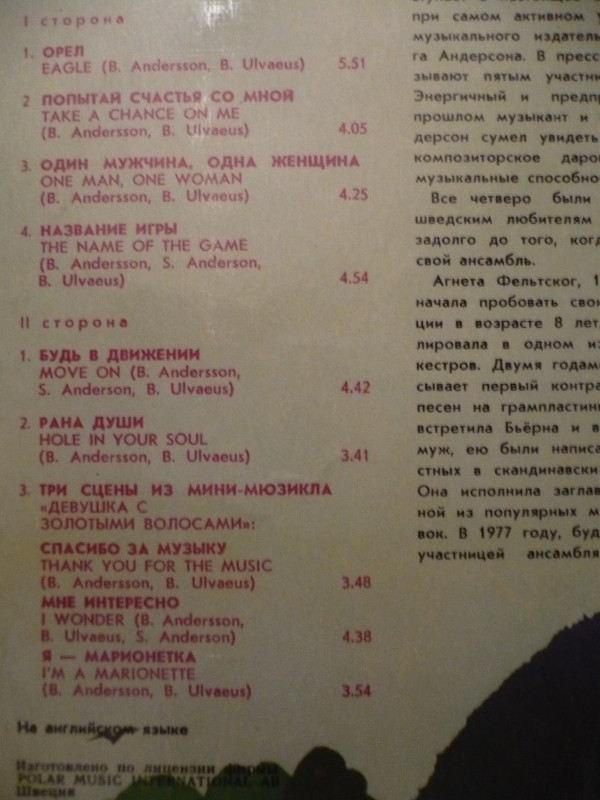 I сторона
1. ОРЕЛ
EAGLE (B. Andersson, B. Ulvaeus) 5.51
2 ПОПЫТАЙ СЧАСТЬЯ СО МНОЙ
TAKE A CHANCE ON ME
(B. Andersson, B. Ulvaeus) 4.05
3. ОДИН МУЖЧИНА, ОДНА ЖЕНЩИНА
ONE MAN, ONE WOMAN
(B. Andersson, B. Ulvaeus) 4.25
4. НАЗВАНИЕ ИГРЫ
THE NAME OF THE GAME
(B. Andersson, S. Anderson,
B. Ulvaeus) 4.54
II сторона
1. БУДЬ В ДВИЖЕНИИ
MOVE ON (B. Andersson,
S. Anderson, B. Ulvaeus) 4.42
2. РАНА ДУШИ
HOLE IN YOUR SOUL
(B. Andersson, B. Ulvaeus) 3.41
3. ТРИ СЦЕНЫ ИЗ МИНИ-МЮЗИКЛА
«ДЕВУШКА С
ЗОЛОТЫМИ ВОЛОСАМИ»:
СПАСИБО ЗА МУЗЫКУ
THANK YOU FOR THE MUSIC
(B. Andersson, B. Ulvaeus) 3.48
МНЕ ИНТЕРЕСНО
I WONDER (B. Andersson,
B. Ulvaeus, S. Anderson) 4.38
Я — МАРИОНЕТКА
I'M A MARIONETTE
(B. Andersson, B. Ulvaeus) 3.54
На английском языке
Изготовлено по лицензии фирмы
POLAR MUSIC INTERNATIONAL AB
Швеция
при самом активном у
музыкального издатель
га Андерсона. В пресс
зывают пятым участни
Энергичный и предпр
прошлом музыкант и
дерсон сумел увидеть
композиторское даров
музыкальные способно
Все четверо были
шведским любителям
задолго до того, когд
свой ансамбль.
Агнета Фельтског, 1
начала пробовать свои
ции в возрасте 8 лет,
лировала в одном из
кестров. Двумя годами
сывает первый контра
песен на грампластин
встретила Бьёрна и в
муж, ею были написа
стных в скандинавски
Она исполнила заглав
ной из популярных м
вок. В 1977 году, буд
участницей ансамбля